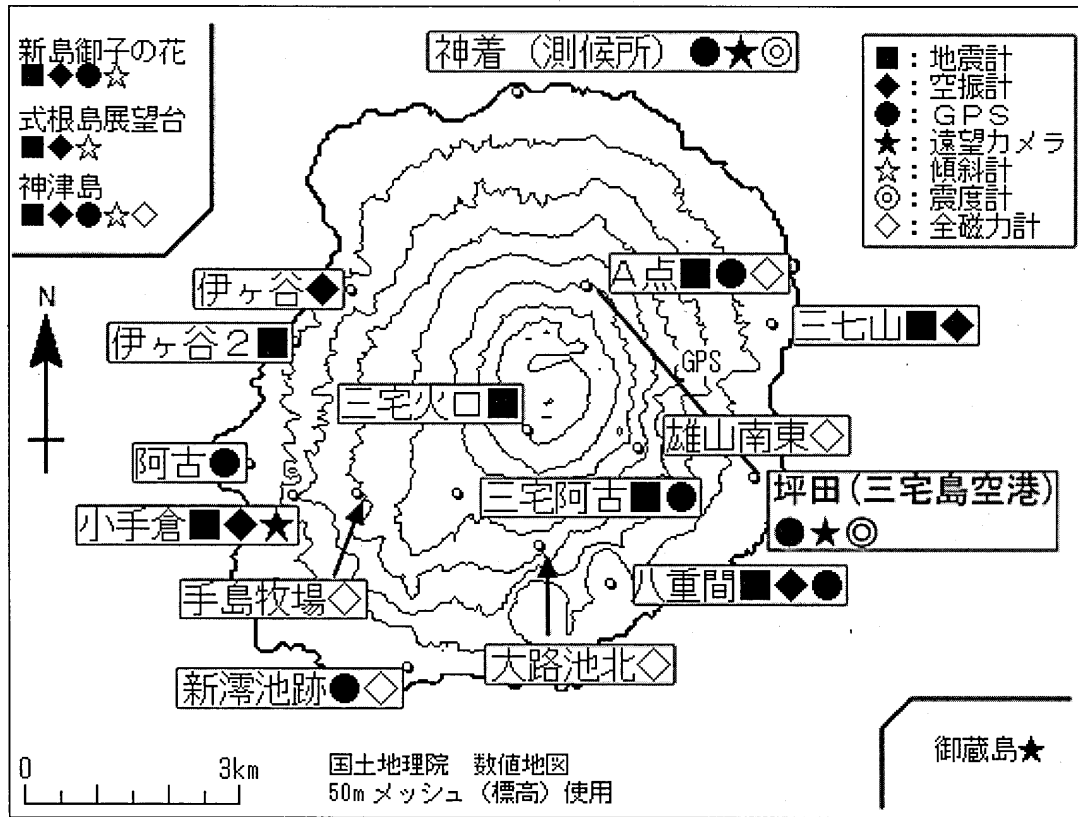 新島御子の花
■◆●☆
式根島展望台
■◆☆
神津島
■◆●☆◇
神着（測候所）●★◎
■：地震計
◆：空振計
●：ＧＰＳ
★：遠望カメラ
☆：傾斜計
◎：震度計
◇：全磁力計
N
伊ヶ谷◆
Ａ点■●◇
伊ヶ谷２■
三七山■◆
GPS
三宅火口■
雄山南東◇
阿古●
三宅阿古■●
坪田（三宅島空港）
●★◎
小手倉■◆★
手島牧場◇
八重間■◆●
大路池北◇
新澪池跡●◇
御蔵島★
0 3km
国土地理院 数値地図
50mメッシュ（標高）使用